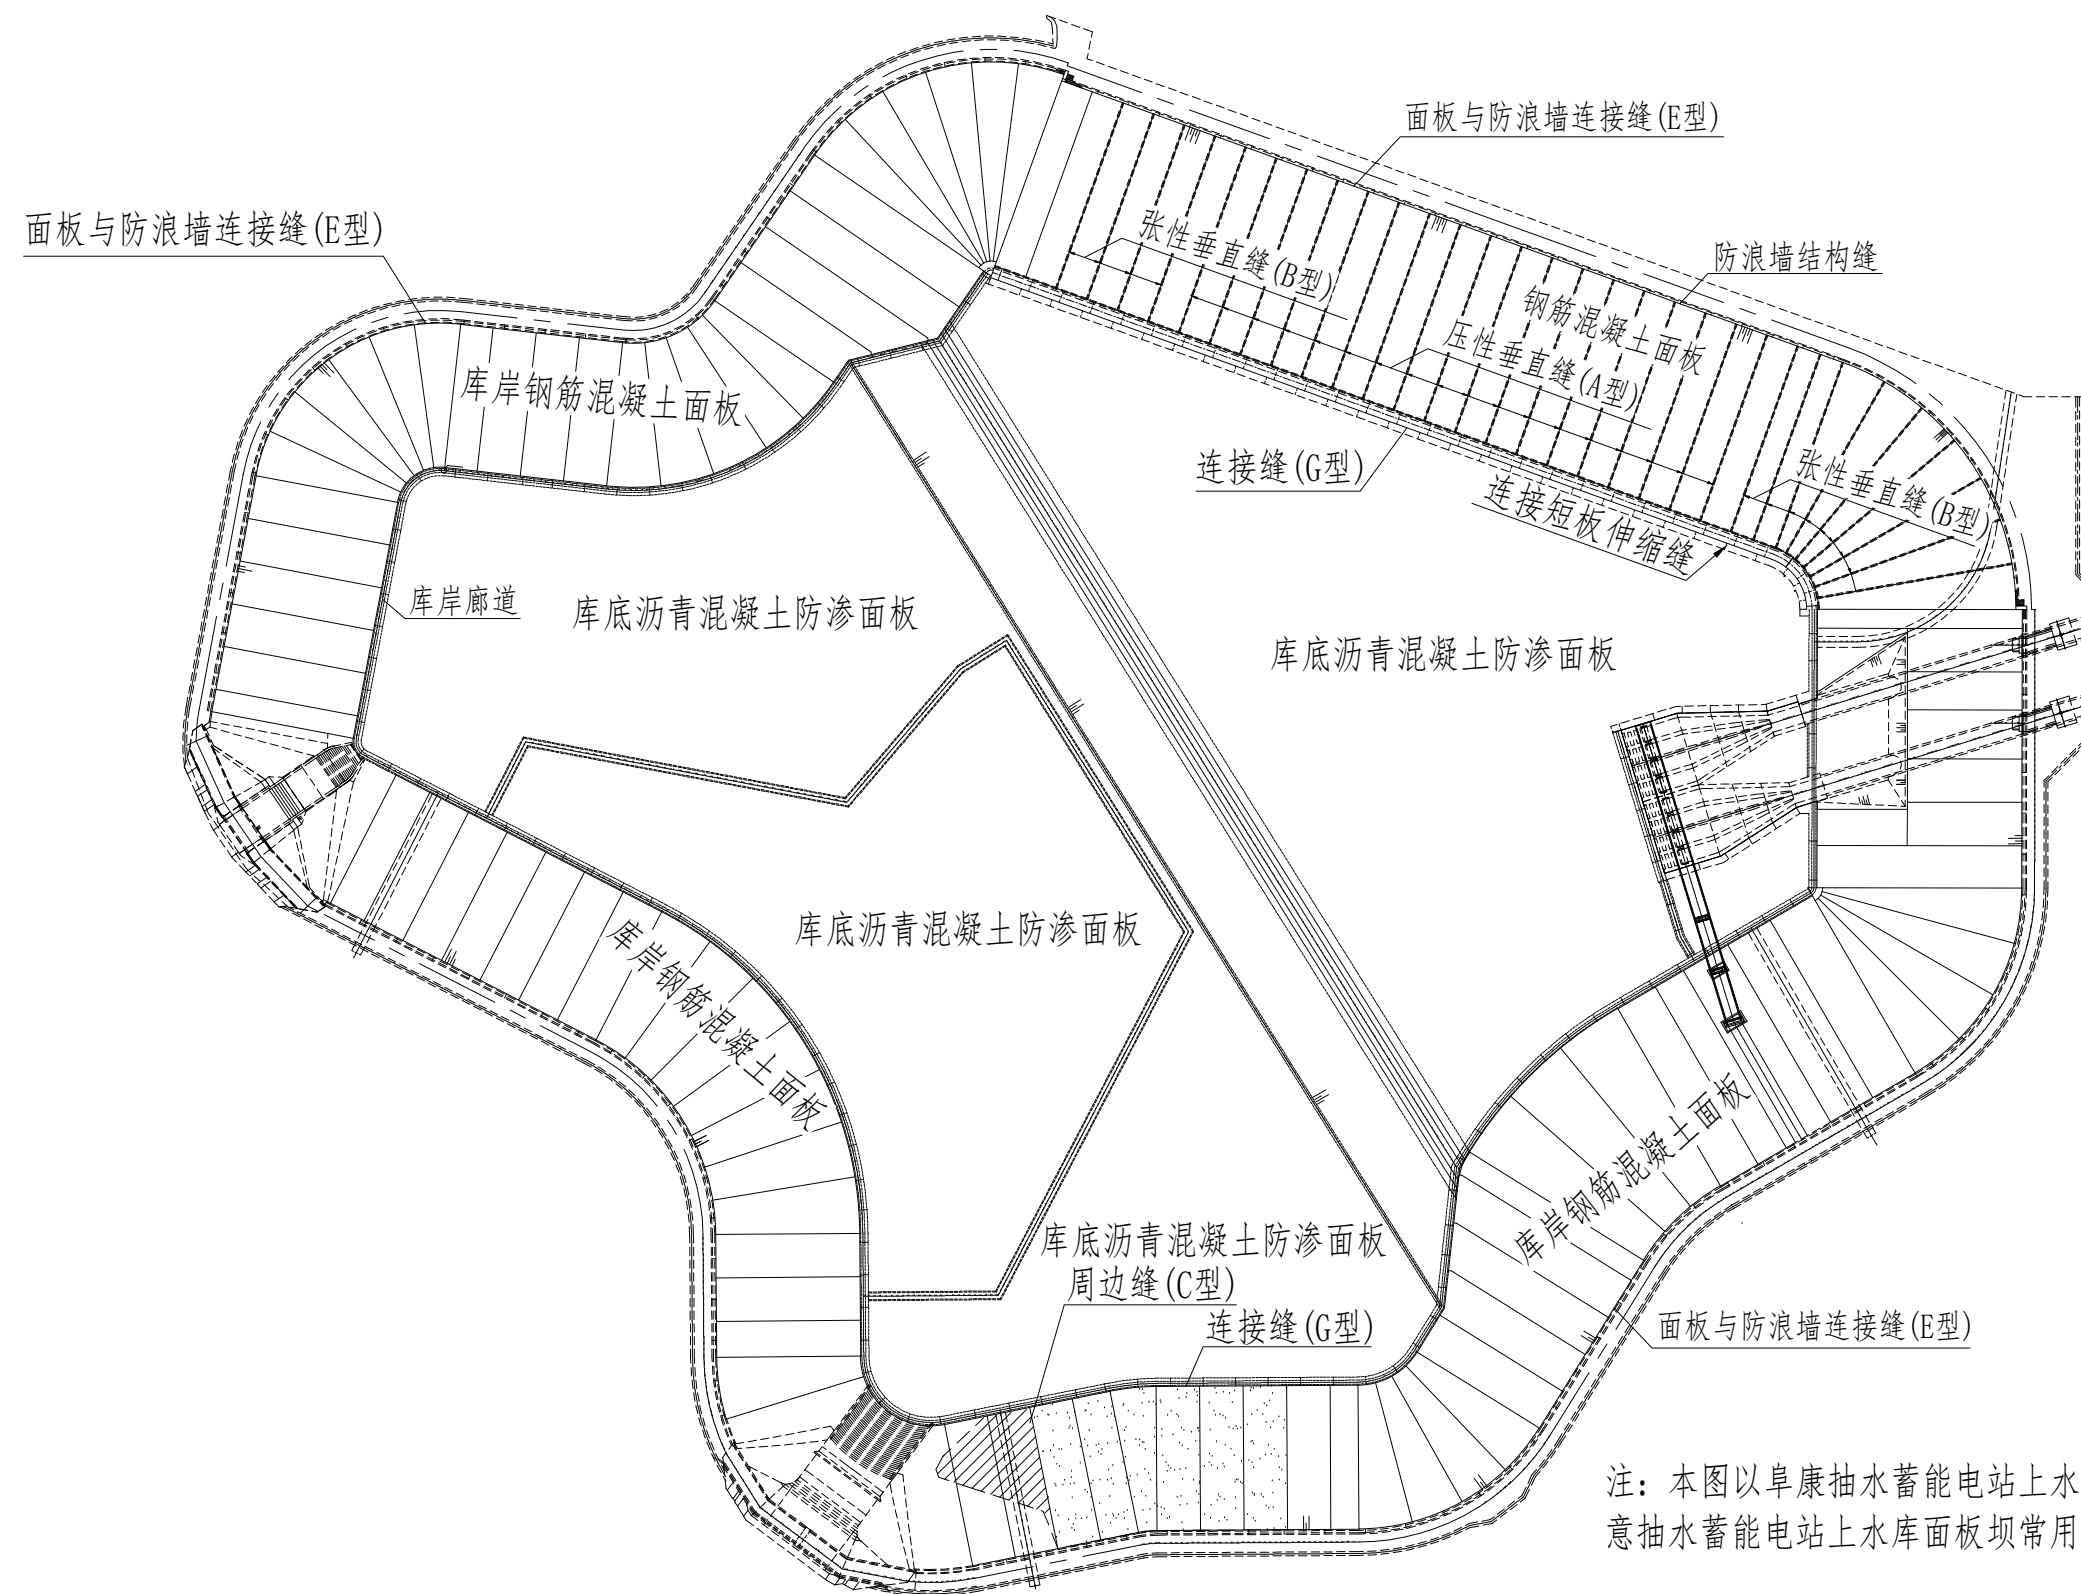 面板与防浪墙连接缝(E型)
面板与防浪墙连接缝(E型)
张性垂直缝(B型)
防浪墙结构缝
钢筋混凝土面板
压性垂直缝(A型)
库岸钢筋混凝土面板
连接缝(G型)
连接短板伸缩缝
张性垂直缝(B型)
库岸廊道
库底沥青混凝土防渗面板
库底沥青混凝土防渗面板
库底沥青混凝土防渗面板
库岸钢筋混凝土面板
库岸钢筋混凝土面板
库底沥青混凝土防渗面板
周边缝(C型)
连接缝(G型)
面板与防浪墙连接缝(E型)
注：本图以阜康抽水蓄能电站上水
意抽水蓄能电站上水库面板坝常用